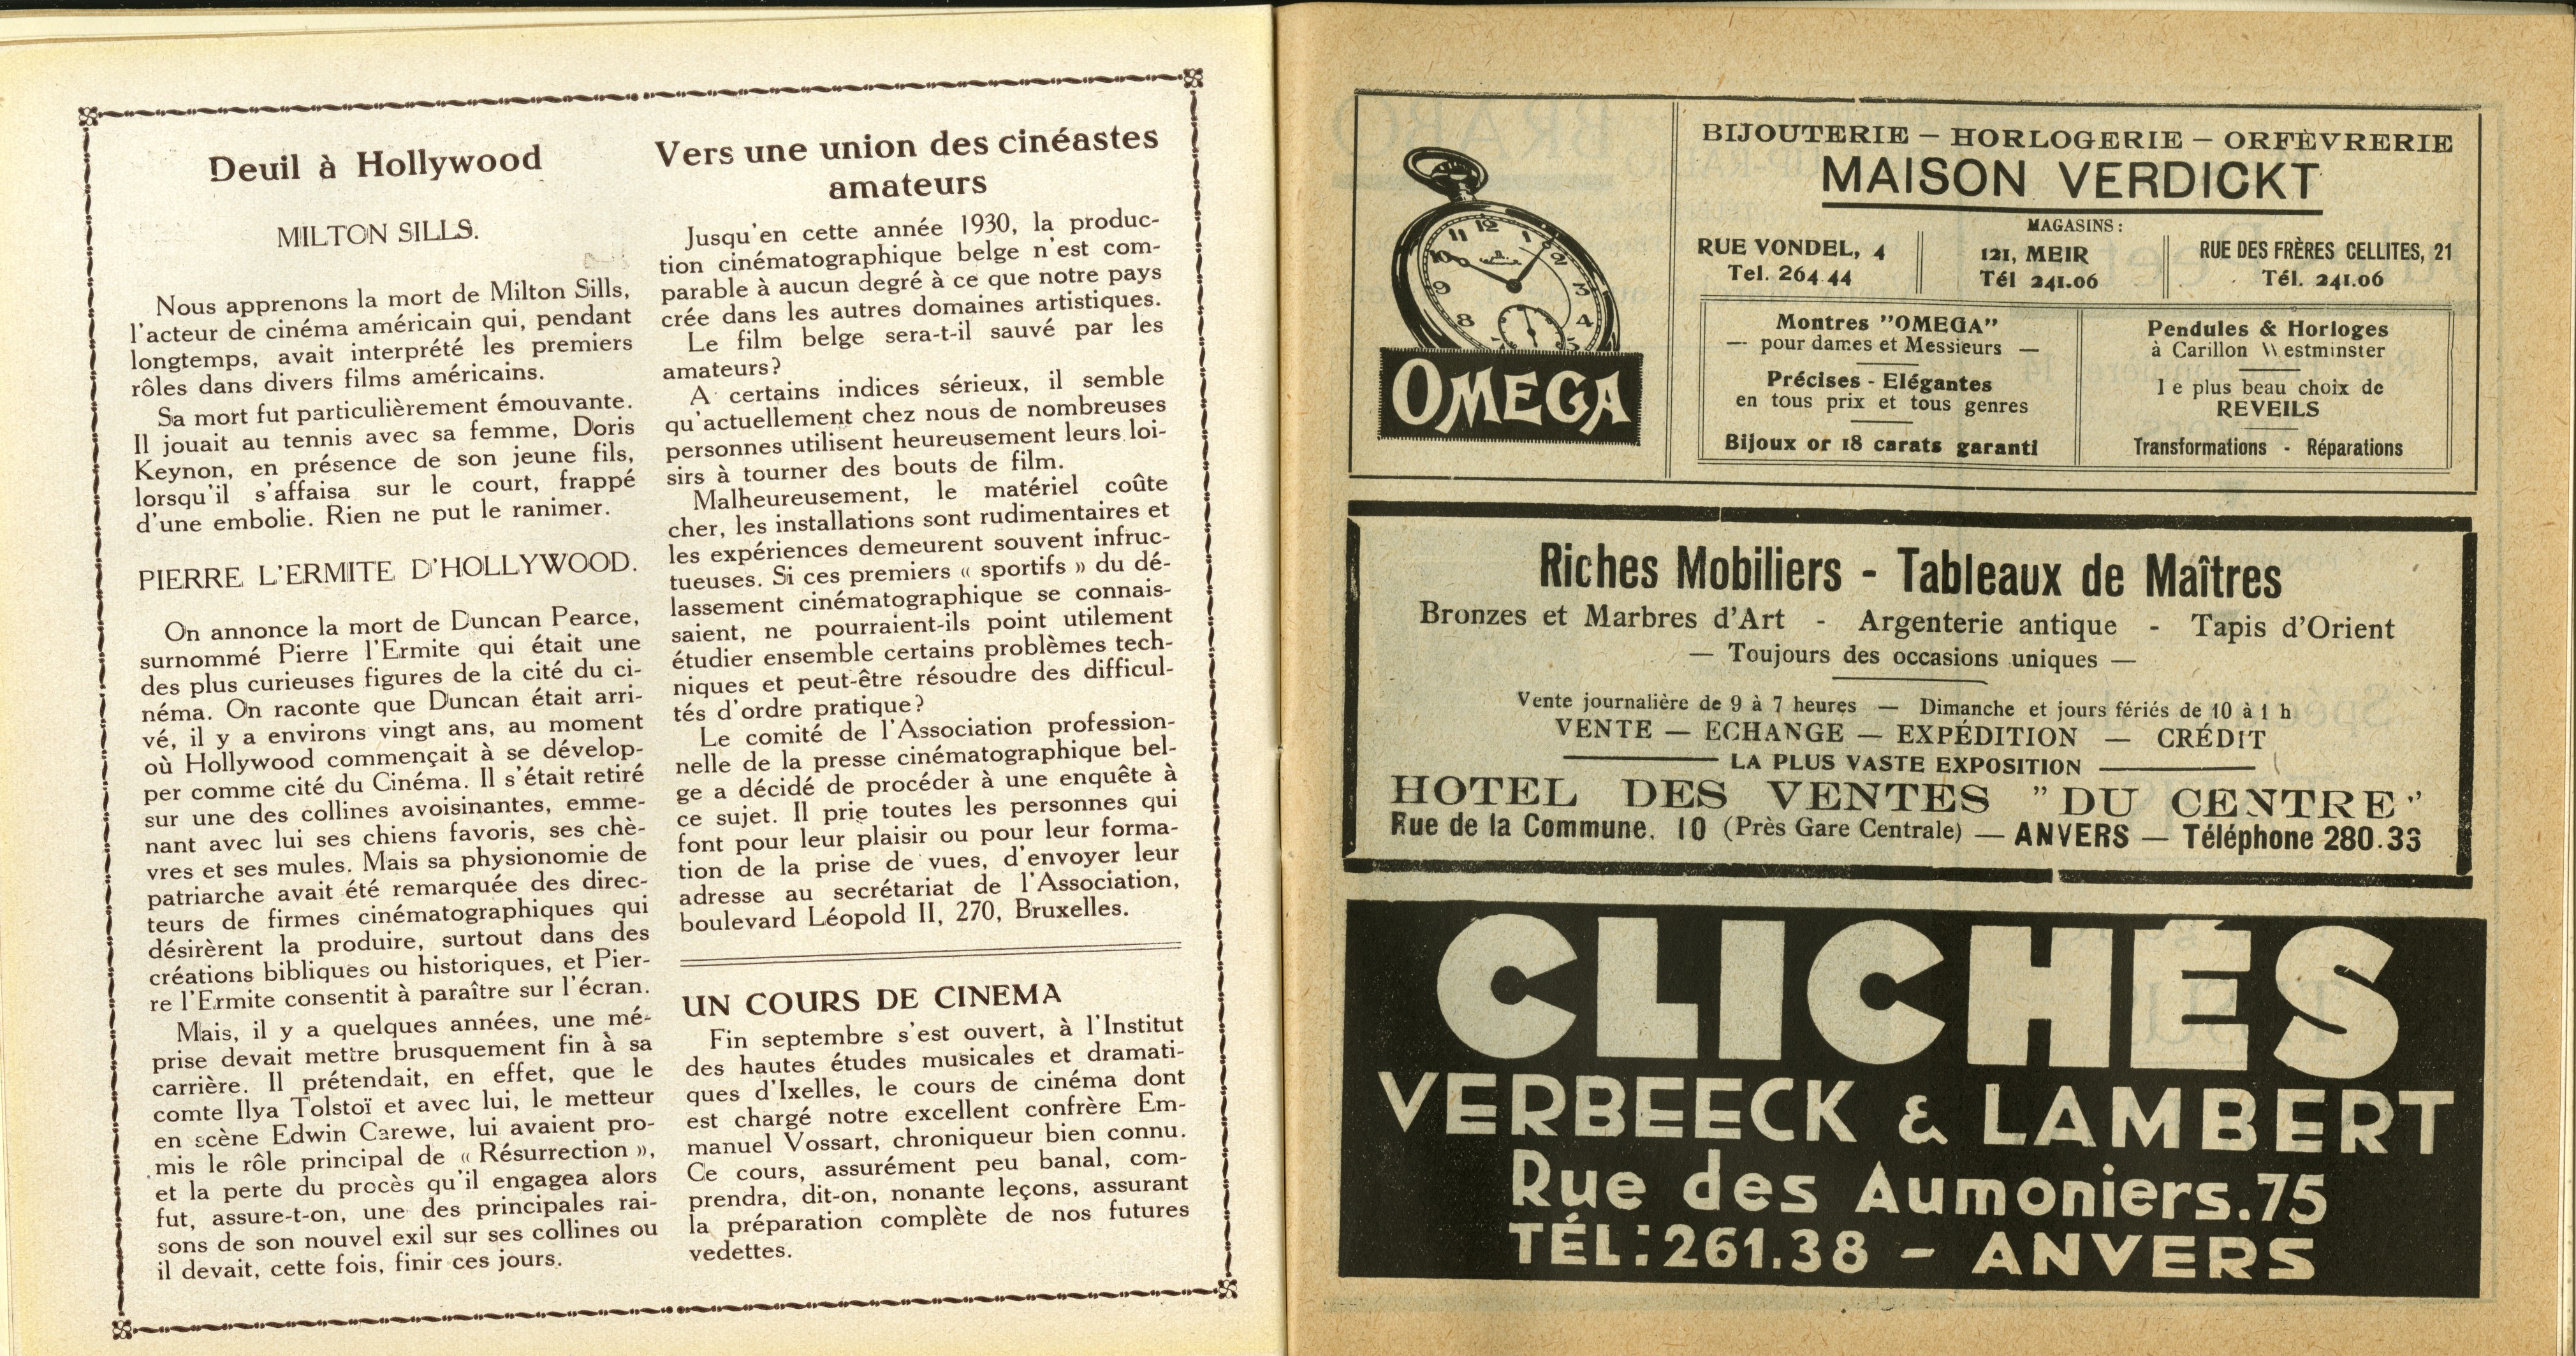 Deuil à Hollywood
MILTON SILLS.
Nous apprenons la mort de Milton Sills,
l'acteur de cinéma américain qui, pendant
longtemps, avait interprété les premiers
rôles dans divers films américains.
Sa mort fut particulièrement émouvante.
Il jouait au tennis avec sa femme, Doris
Keynon, en présence de son jeune fils,
lorsqu'il s'affaisa sur le court, frappé
d'une embolie. Rien ne put le ranimer.
PIERRE L'ERMITE D'HOLLYWOOD.
On annonce la mort de Duncan Pearce,
surnommé Pierre l'Ermite qui était une
des plus curieuses figures de la cité du ci-
néma. On raconte que Duncan était arri-
vé, il y a environs vingt ans, au moment
où Hollywood commençait à se dévelop-
per comme cité du Cinéma. Il s'était retiré
sur une des collines avoisinantes, emme-
nant avec lui ses chiens favoris, ses chè-
vres et ses mules. Mais sa physionomie de
patriarche avait été remarquée des direc-
teurs de firmes cinématographiques qui
désirèrent la produire, surtout dans des
créations bibliques ou historiques, et Pier-
re l'Ermite consentit à paraître sur l'écran.
Mais, il y a quelques années, une mé-
prise devait mettre brusquement fin à sa
carrière. Il prétendait, en effet, que le
comte Ilya Tolstoï et avec lui, le metteur
en scène Edwin Carewe, lui avaient pro-
mis le rôle principal de « Résurrection »,
et la perte du procès qu'il engagea alors
fut, assure-t-on, une des principales rai-
sons de son nouvel exil sur ses collines ou
il devait, cette fois, finir ces jours.
Vers une union des cinéastes
amateurs
Jusqu'en cette année 1930, la produc-
tion cinématographique belge n'est com-
parable à aucun degré à ce que notre pays
crée dans les autres domaines artistiques.
Le film belge sera-t-il sauvé par les
amateurs?
A certains indices sérieux, il semble
qu'actuellement chez nous de nombreuses
personnes utilisent heureusement leurs loi-
sirs à tourner des bouts de film.
Malheureusement, le matériel coûte
cher, les installations sont rudimentaires et
les expériences demeurent souvent infruc-
tueuses. Si ces premiers « sportifs » du dé-
lassement cinématographique se connais-
saient, ne pourraient-ils point utilement
étudier ensemble certains problèmes tech-
niques et peut-être résoudre des difficul-
tés d'ordre pratique?
Le comité de l'Association profession-
nelle de la presse cinématographique bel-
ge a décidé de procéder à une enquête à
ce sujet. Il prie toutes les personnes qui
font pour leur plaisir ou pour leur forma-
tion de la prise de vues, d'envoyer leur
adresse au secrétariat de l'Association,
boulevard Léopold II, 270, Bruxelles.
UN COURS DE CINEMA
Fin septembre s'est ouvert, à l'Institut
des hautes études musicales et dramati-
ques d'Ixelles, le cours de cinéma dont
est chargé notre excellent confrère Em-
manuel Vossart, chroniqueur bien connu.
Ce cours, assurément peu banal, com-
prendra, dit-on, nonante leçons, assurant
la préparation complète de nos futures
vedettes.
BIJOUTERIE – HORLOGERIE – ORFÈVRERIE
MAISON VERDICKT
MAGASINS:
RUE VONDEL, 4
Tel. 264 44
121, MEIR
Tél 241.06
RUE DES FRÈRES CELLITES, 21
Tél. 241.06
11 12 1
10 2
9 3
8 4
5
OMEGA
Montres "OMEGA"
— pour dames et Messieurs —
Précises - Elégantes
en tous prix et tous genres
Bijoux or 18 carats garanti
Pendules & Horloges
à Carillon Westminster
Le plus beau choix de
REVEILS
Transformations - Réparations
Riches Mobiliers - Tableaux de Maîtres
Bronzes et Marbres d'Art - Argenterie antique - Tapis d'Orient
— Toujours des occasions uniques —
Vente journalière de 9 à 7 heures — Dimanche et jours fériés de 10 à 1 h
VENTE — ECHANGE — EXPÉDITION — CRÉDIT
LA PLUS VASTE EXPOSITION
HOTEL DES VENTES "DU CENTRE"
Rue de la Commune, 10 (Près Gare Centrale) — ANVERS — Téléphone 280.33
CLICHÉS
VERBEECK & LAMBERT
Rue des Aumoniers.75
TÉL: 261.38 - ANVERS